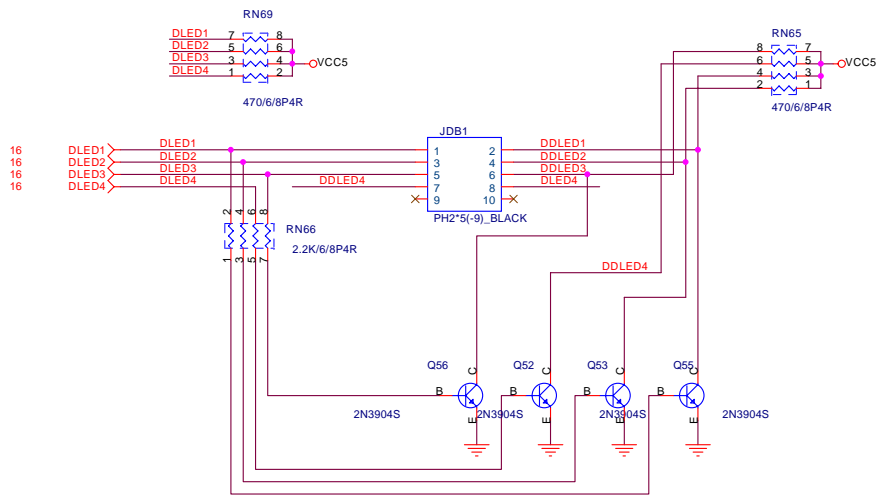 RN69
RN65
DLED1 7 8
DLED2 5 6
DLED3 3 4 VCC5
DLED4 1 2
470/6/8P4R
8 7
6 5 VCC5
4 3
2 1
470/6/8P4R
JDB1
16 DLED1 DLED1 1 2 DDLED1
16 DLED2 DLED2 3 4 DDLED2
16 DLED3 DLED3 5 6 DDLED3
16 DLED4 DLED4 DDLED4 7 8 DLED4
9 10
PH2*5(-9)_BLACK
2 4 6 8
RN66
2.2K/6/8P4R
1 3 5 7
DDLED4
Q56 Q52 Q53 Q55
C C C C
B B B B
2N3904S 2N3904S 2N3904S 2N3904S
E E E E